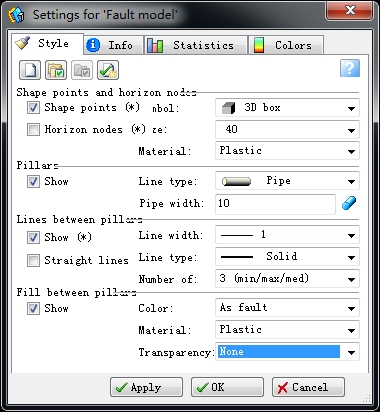 Settings for 'Fault model'
Style Info Statistics Colors
Shape points and horizon nodes
Shape points (*) nbol: 3D box
Horizon nodes (*) ze: 40
Material: Plastic
Pillars
Show Line type: Pipe
Pipe width: 10
Lines between pillars
Show (*) Line width: 1
Straight lines Line type: Solid
Number of: 3 (min/max/med)
Fill between pillars
Show Color: As fault
Material: Plastic
Transparency: None
Apply OK Cancel